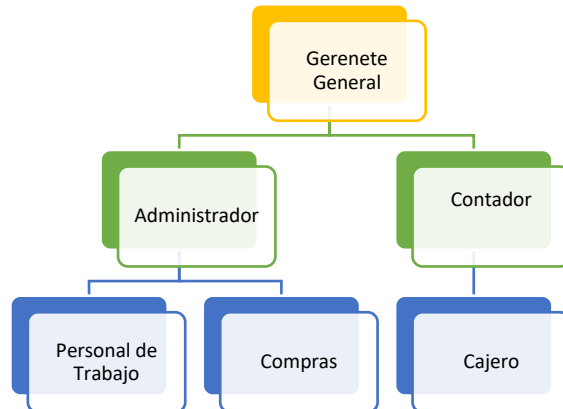 Gerenete
General
Administrador
Contador
Personal de
Trabajo
Compras
Cajero